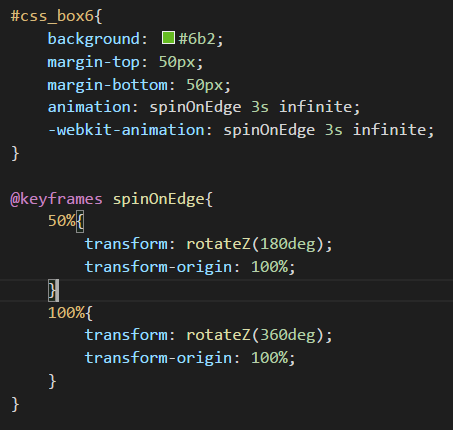 #css_box6{
    background: #6b2;
    margin-top: 50px;
    margin-bottom: 50px;
    animation: spinOnEdge 3s infinite;
    -webkit-animation: spinOnEdge 3s infinite;
}

@keyframes spinOnEdge{
    50%{
        transform: rotateZ(180deg);
        transform-origin: 100%;
    }
    100%{
        transform: rotateZ(360deg);
        transform-origin: 100%;
    }
}